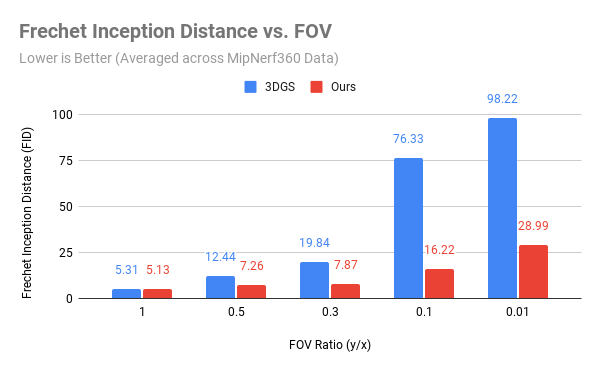 Frechet Inception Distance vs. FOV
Lower is Better (Averaged across MipNerf360 Data)
3DGS Ours
Frechet Inception Distance (FID)
100
75
50
25
0
5.31 5.13
12.44 7.26
19.84 7.87
76.33 16.22
98.22 28.99
1 0.5 0.3 0.1 0.01
FOV Ratio (y/x)